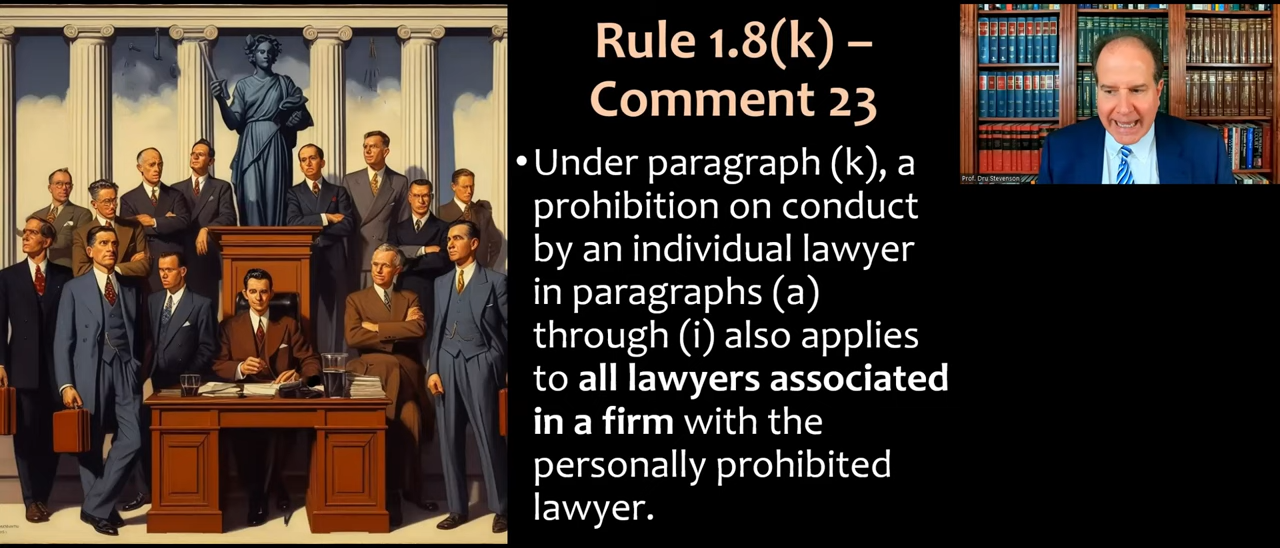 Rule 1.8(k) –
Comment 23
• Under paragraph (k), a
prohibition on conduct
by an individual lawyer
in paragraphs (a)
through (i) also applies
to all lawyers associated
in a firm with the
personally prohibited
lawyer.
Prof. Dru Stevenson